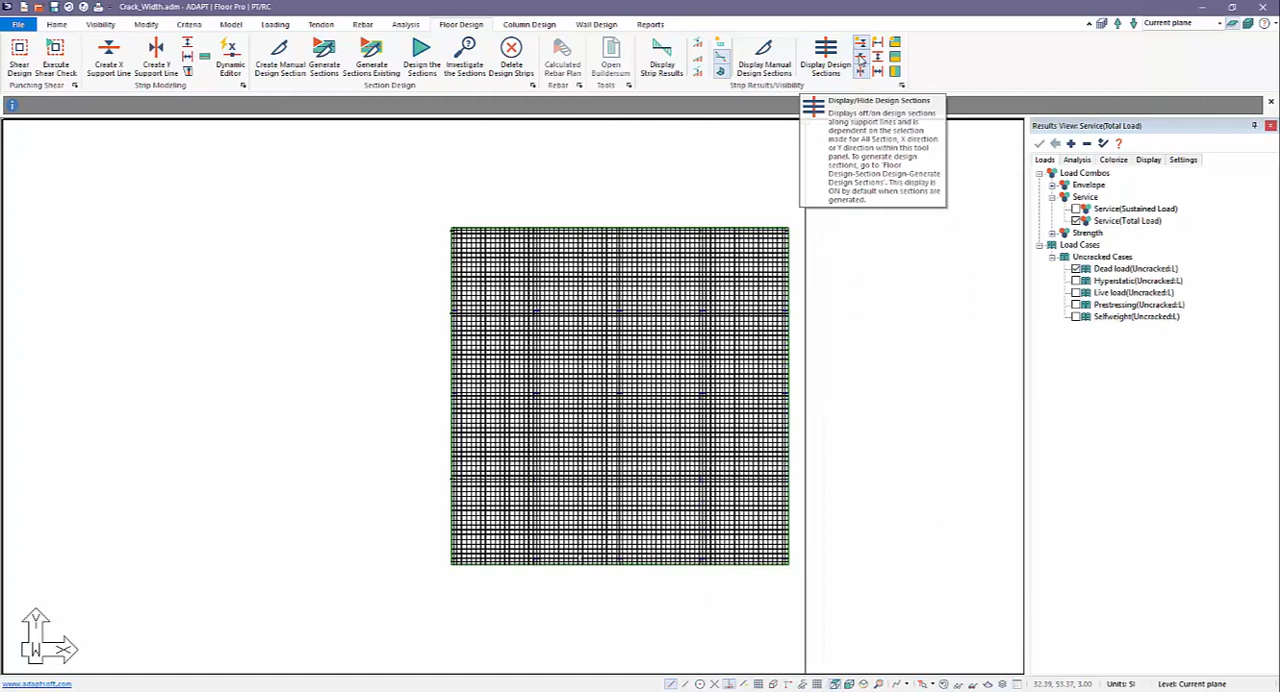 Crack_Width.adm - ADAPT | Floor Pro | PT/RC
File Home Visibility Modify Criteria Model Loading Tendon Rebar Analysis Floor Design Column Design Wall Design Reports Current plane
Shear Design Execute Shear Check Create X Support Line Create Y Support Line Dynamic Editor Create Manual Design Section Generate Sections Generate Sections Existing Design the Sections Investigate the Sections Delete Design Strips Calculated Rebar Plan Open Buildersum Display Strip Results Display Manual Design Sections Display Design Sections
Punching Shear Strip Modeling Section Design Rebar Tools Strip Results/Visibility
Display/Hide Design Sections
Displays off/on design sections
along support lines and is
dependent on the selection
made for All Section, X direction
or Y direction within this tool
panel. To generate design
sections, go to 'Floor
Design-Section Design-Generate
Design Sections'. This display is
ON by default when sections are
generated.
Results View: Service(Total Load)
Loads Analysis Colorize Display Settings
Load Combos
Envelope
Service
Service(Sustained Load)
Service(Total Load)
Strength
Load Cases
Uncracked Cases
Dead load(Uncracked:L)
Hyperstatic(Uncracked:L)
Live load(Uncracked:L)
Prestressing(Uncracked:L)
Selfweight(Uncracked:L)
Y
W X
www.adaptsoft.com
32.39, 53.37, 3.00 Units: SI Level: Current plane